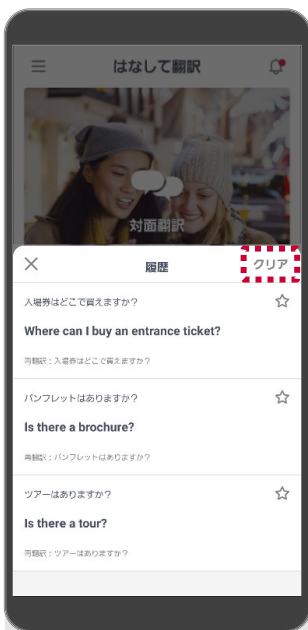 はなして翻訳
対面翻訳
履歴
クリア
入場券はどこで買えますか？
Where can I buy an entrance ticket?
再翻訳：入場券はどこで買えますか？
パンフレットはありますか？
Is there a brochure?
再翻訳：パンフレットはありますか？
ツアーはありますか？
Is there a tour?
再翻訳：ツアーはありますか？